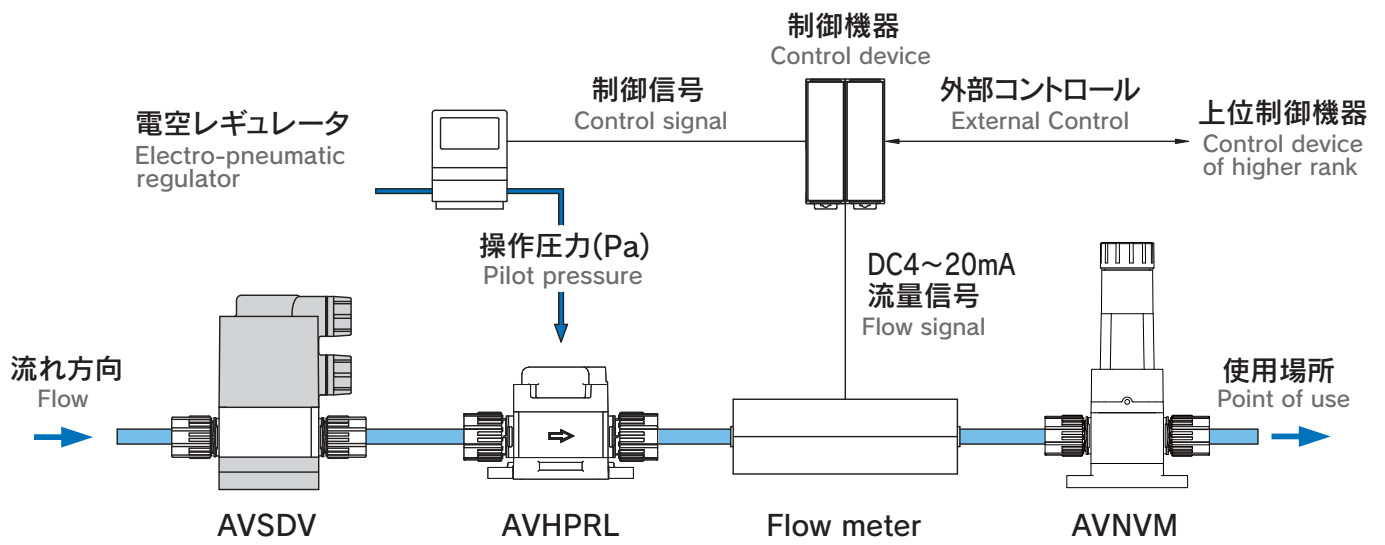 制御機器
Control device
制御信号
Control signal
外部コントロール
External Control
電空レギュレータ
Electro-pneumatic
regulator
上位制御機器
Control device
of higher rank
操作圧力(Pa)
Pilot pressure
DC4～20mA
流量信号
Flow signal
流れ方向
Flow
使用場所
Point of use
AVSDV
AVHPRL
Flow meter
AVNVM